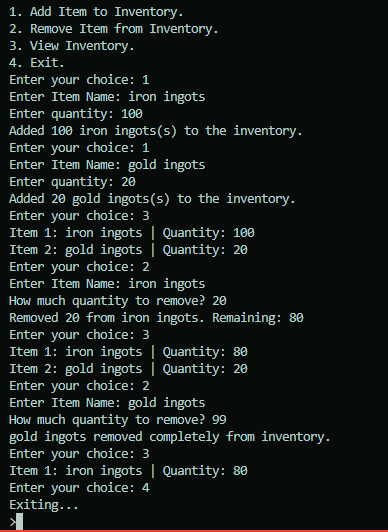 1. Add Item to Inventory.
2. Remove Item from Inventory.
3. View Inventory.
4. Exit.
Enter your choice: 1
Enter Item Name: iron ingots
Enter quantity: 100
Added 100 iron ingots(s) to the inventory.
Enter your choice: 1
Enter Item Name: gold ingots
Enter quantity: 20
Added 20 gold ingots(s) to the inventory.
Enter your choice: 3
Item 1: iron ingots | Quantity: 100
Item 2: gold ingots | Quantity: 20
Enter your choice: 2
Enter Item Name: iron ingots
How much quantity to remove? 20
Removed 20 from iron ingots. Remaining: 80
Enter your choice: 3
Item 1: iron ingots | Quantity: 80
Item 2: gold ingots | Quantity: 20
Enter your choice: 2
Enter Item Name: gold ingots
How much quantity to remove? 99
gold ingots removed completely from inventory.
Enter your choice: 3
Item 1: iron ingots | Quantity: 80
Enter your choice: 4
Exiting...
>